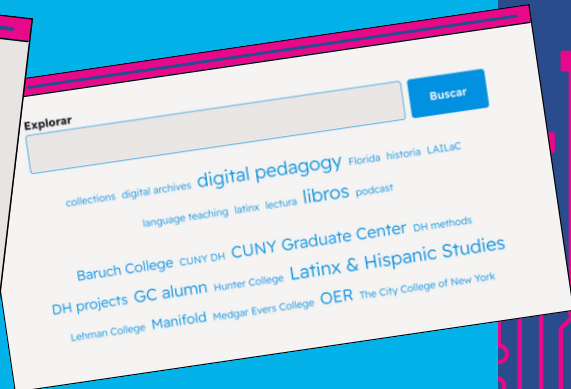 Explorar
Buscar
collections digital archives digital pedagogy Florida historia LAILaC
language teaching latinx lectura libros podcast
Baruch College CUNY DH CUNY Graduate Center DH methods
DH projects GC alumn Hunter College Latinx & Hispanic Studies
Lehman College Manifold Medgar Evers College OER The City College of New York